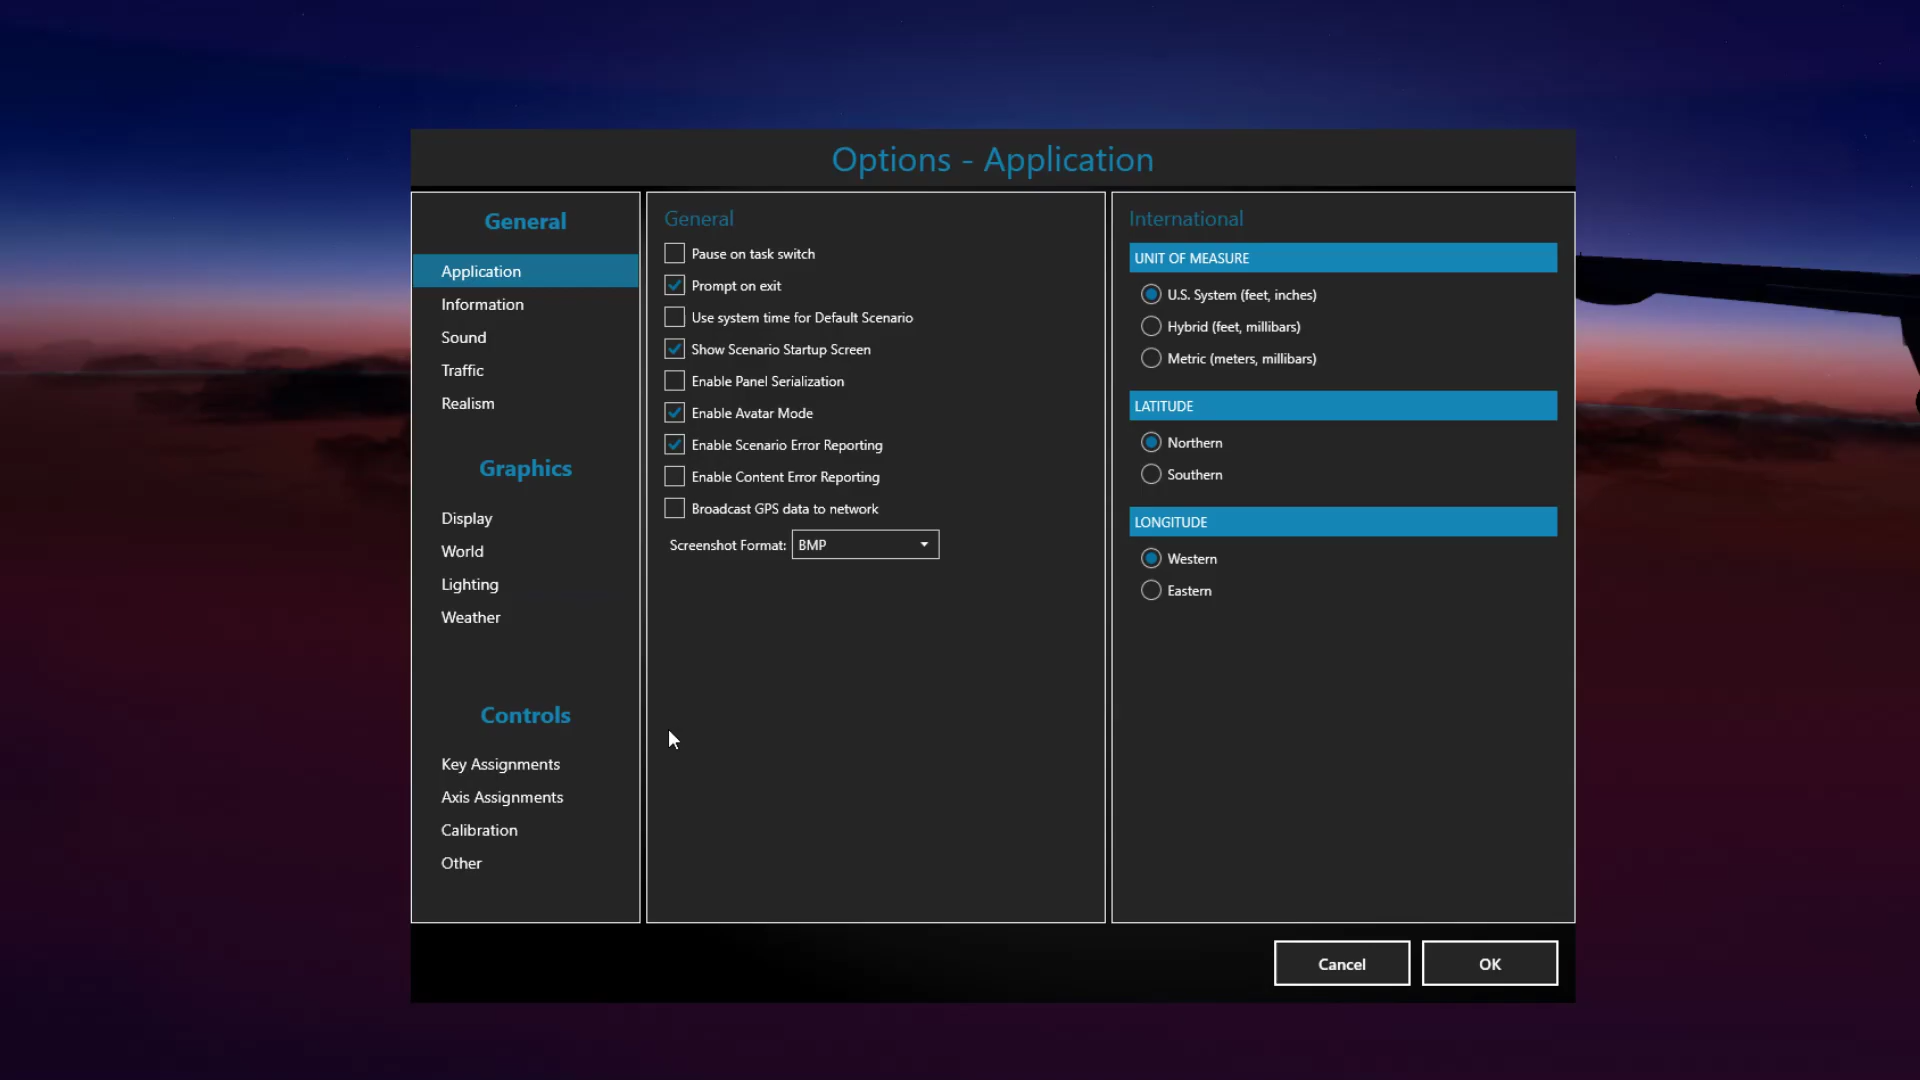 Options - Application
General
Application
Information
Sound
Traffic
Realism
Graphics
Display
World
Lighting
Weather
Controls
Key Assignments
Axis Assignments
Calibration
Other
General
Pause on task switch
Prompt on exit
Use system time for Default Scenario
Show Scenario Startup Screen
Enable Panel Serialization
Enable Avatar Mode
Enable Scenario Error Reporting
Enable Content Error Reporting
Broadcast GPS data to network
Screenshot Format: BMP
International
UNIT OF MEASURE
U.S. System (feet, inches)
Hybrid (feet, millibars)
Metric (meters, millibars)
LATITUDE
Northern
Southern
LONGITUDE
Western
Eastern
Cancel
OK